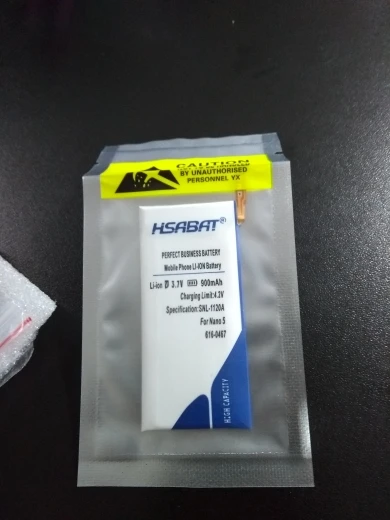 CAUTION
BY UNAUTHORISED
PERSONNEL YX
HSABAT®
PERFECT BUSINESS BATTERY
Mobile Phone Li-ION Battery
Li-ion 3.7V 900mAh
Charging Limit:4.2V
Specification:SNL-1120A
For Nano 5
616-0467
HIGH CAPACITY